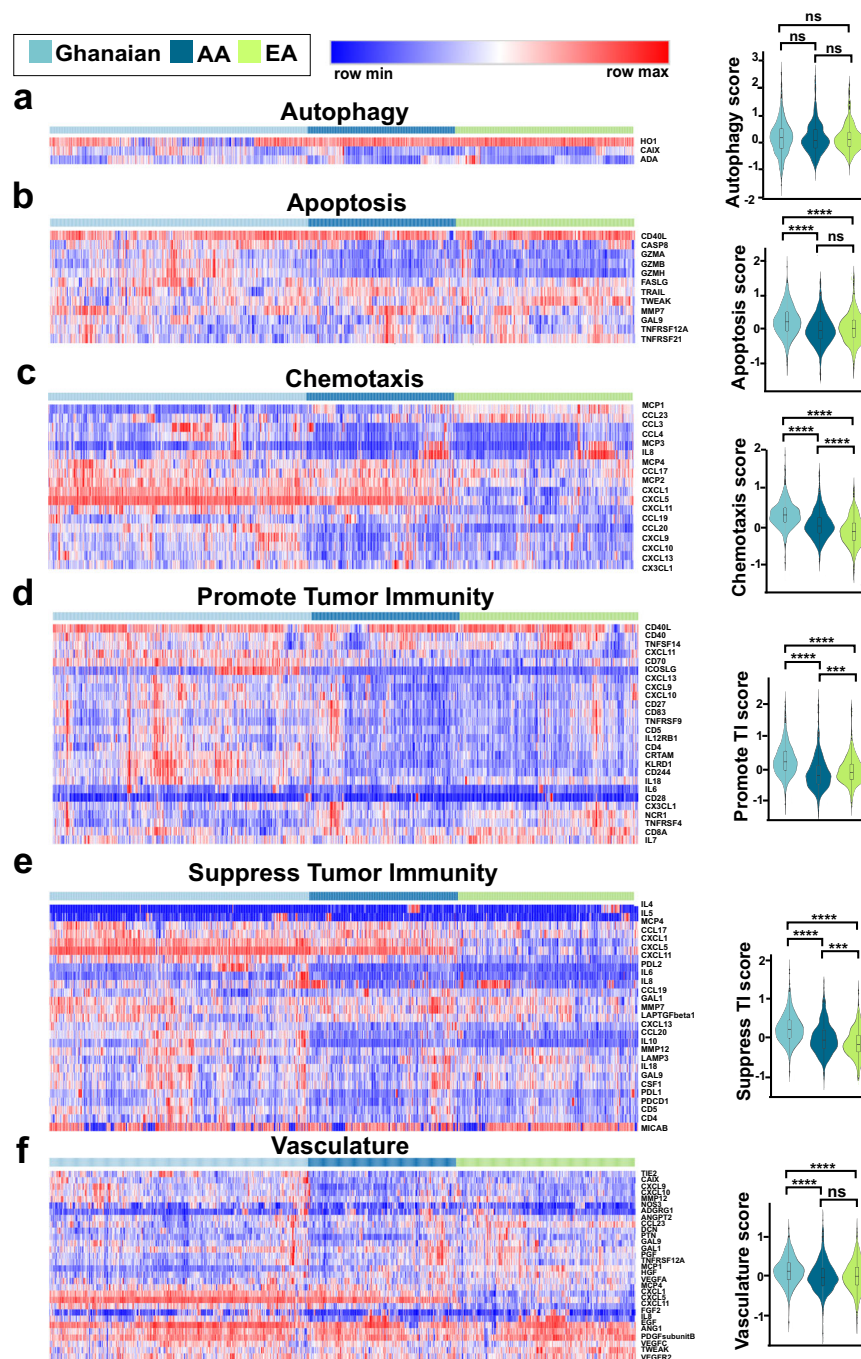 Ghanaian AA EA
row min row max
a
Autophagy
HO1
CAIX
ADA
3
2
1
0
-1
-2
Autophagy score
ns
ns
ns
b
Apoptosis
CD40L
CASP8
GZMA
GZMB
GZMH
FASLG
TRAIL
TWEAK
MMP7
GAL9
TNFRSF12A
TNFRSF21
2
1
0
-1
Apoptosis score
****
****
ns
c
Chemotaxis
MCP1
CCL23
CCL3
CCL4
MCP3
IL8
MCP4
CCL17
MCP2
CXCL1
CXCL5
CXCL11
CCL19
CCL20
CXCL9
CXCL10
CXCL13
CX3CL1
2
1
0
-1
Chemotaxis score
****
****
****
d
Promote Tumor Immunity
CD40L
CD40
TNFSF14
CXCL11
CD70
ICOSLG
CXCL13
CXCL9
CXCL10
CD27
CD83
TNFRSF9
CD5
IL12RB1
CD4
CRTAM
KLRD1
CD244
IL18
IL6
CD28
CX3CL1
NCR1
TNFRSF4
CD8A
IL7
2
1
0
-1
Promote TI score
****
****
***
e
Suppress Tumor Immunity
IL4
IL5
MCP4
CCL17
CXCL1
CXCL5
CXCL11
PDL2
IL6
IL8
CCL19
GAL1
MMP7
LAPTGFbeta1
CXCL13
CCL20
IL10
MMP12
LAMP3
IL18
GAL9
CSF1
PDL1
PDCD1
CD5
CD4
MICAB
2
1
0
-1
Suppress TI score
****
****
***
f
Vasculature
TIE2
CAIX
CXCL9
CXCL10
MMP12
NOS3
ADGRG1
ANGPT2
CCL23
DCN
PTN
GAL9
GAL1
PGF
TNFRSF12A
MCP1
HGF
VEGFA
MCP4
CXCL1
CXCL5
CXCL11
FGF2
IL8
EGF
ANG1
PDGFsubunitB
VEGFC
TWEAK
VEGFR2
1
0
-1
Vasculature score
****
****
ns